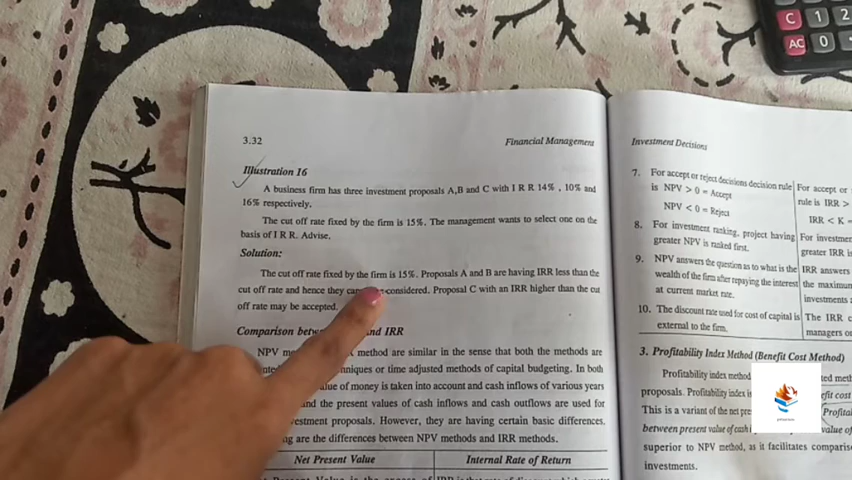 3.32 Financial Management
Illustration 16
A business firm has three investment proposals A,B and C with I R R 14% , 10% and
16% respectively.
The cut off rate fixed by the firm is 15%. The management wants to select one on the
basis of I R R. Advise,
Solution:
The cut off rate fixed by the firm is 15%. Proposals A and B are having IRR less than the
cut off rate and hence they considered. Proposal C with an IRR higher than the cut
off rate may be accepted.
Comparison and IRR
NPV method are similar in the sense that both the methods are
techniques or time adjusted methods of capital budgeting. In both
value of money is taken into account and cash inflows of various years
and the present values of cash inflows and cash outflows are used for
investment proposals. However, they are having certain basic differences.
are the differences between NPV methods and IRR methods.
Net Present Value Internal Rate of Return
Investment Decisions
7. For accept or reject decisions decision rule
is NPV > 0 = Accept
NPV < 0 = Reject
8. For investment ranking, project having
greater NPV is ranked first.
9. NPV answers the question as to what is the
wealth of the firm after repaying the interest
at current market rate.
10. The discount rate used for cost of capital is
external to the firm.
For accept or
rule is IRR >
IRR < K =
For investment
greater IRR is
IRR answers
the maximum
investments
The IRR
managers or
3. Profitability Index Method (Benefit Cost Method)
Profitability index method
proposals. Profitability index is cost
This is a variant of the net
between present value of cash value of
superior to NPV method, as it facilitates
investments.
C 1 2
AC 0